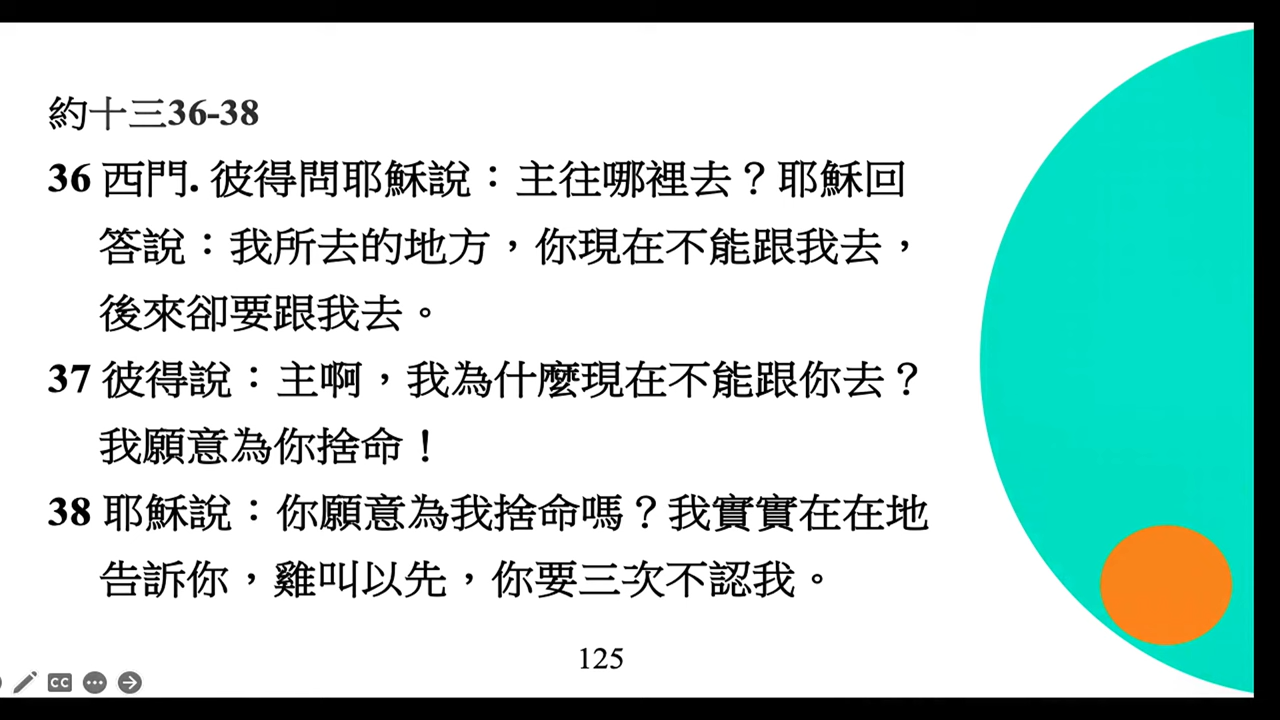 約十三36-38
36 西門. 彼得問耶穌說：主往哪裡去？耶穌回
答說：我所去的地方，你現在不能跟我去，
後來卻要跟我去。
37 彼得說：主啊，我為什麼現在不能跟你去？
我願意為你捨命！
38 耶穌說：你願意為我捨命嗎？我實實在在地
告訴你，雞叫以先，你要三次不認我。
125
CC